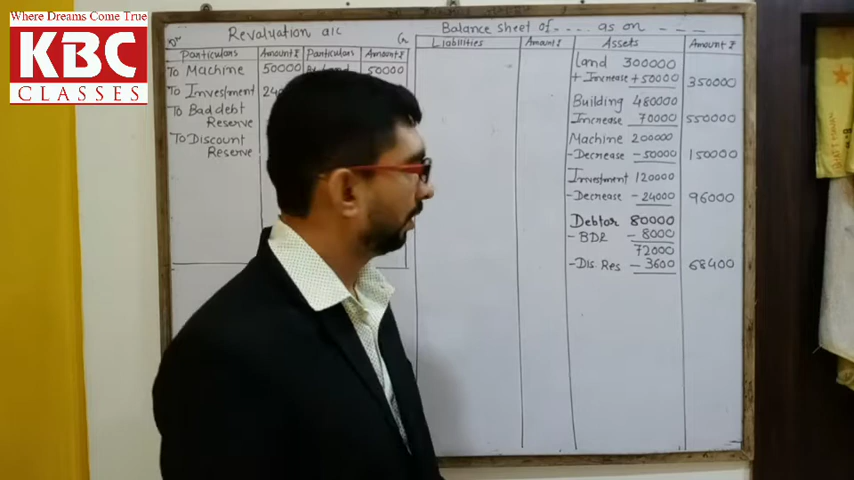 Where Dreams Come True
KBC
CLASSES
Revaluation a/c
Dr
Particulars Amount ₹ Particulars Amount ₹
To Machine 50000 50000
To Investment
To Bad debt
Reserve
To Discount
Reserve
Balance sheet of - - - - as on - - - -
Liabilities Amount ₹ Assets Amount ₹
Land 300000
+ Increase +50000 350000
Building 480000
Increase 70000 550000
Machine 200000
- Decrease - 50000 150000
Investment 120000
- Decrease - 24000 96000
Debtor 80000
- BDR - 8000
72000
- Dis. Res - 3600 68400